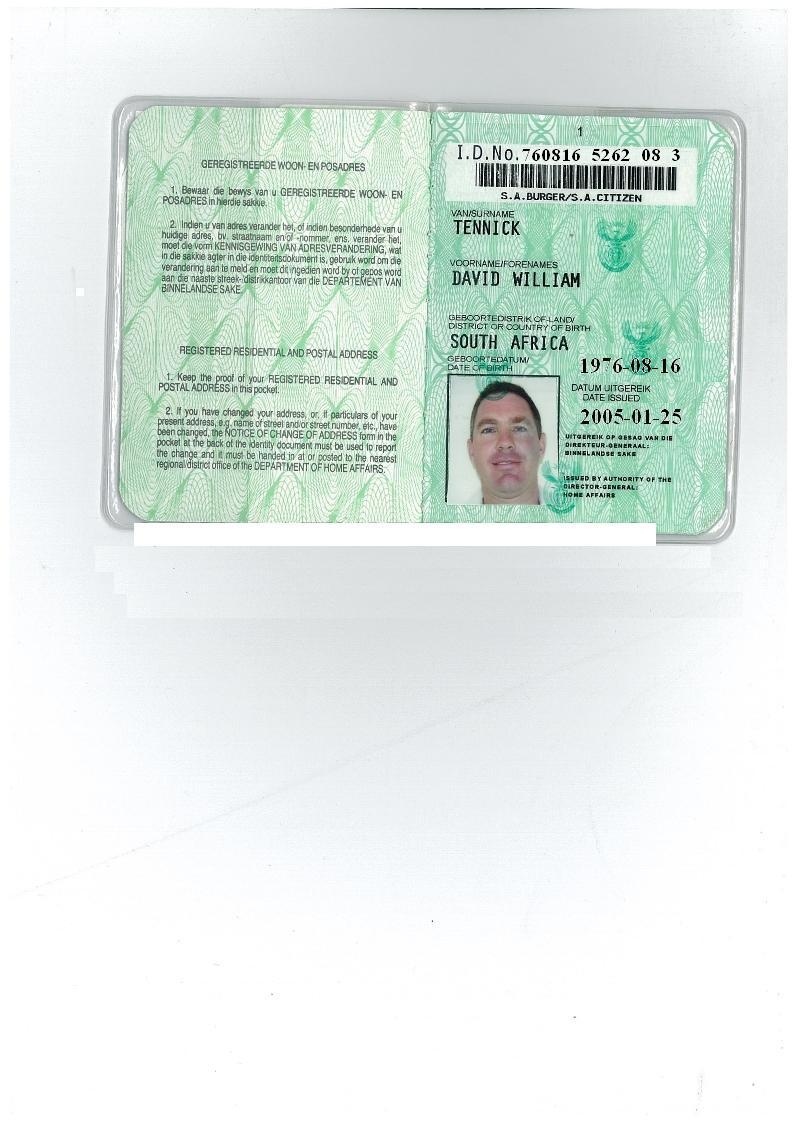 GEREGISTREERDE WOON- EN POSADRES
1. Bewaar die bewys van u GEREGISTREERDE WOON- EN
POSADRES in hierdie sakkie.
2. Indien u van adres verander het, of indien besonderhede van u
huidige adres, bv. straatnaam en/of -nommer, ens. verander het,
moet die vorm KENNISGEWING VAN ADRESVERANDERING, wat
in die sakkie agter in die identiteitsdokument is, gebruik word om die
verandering aan te meld en moet dit ingedien word by of gepos word
aan die naaste streek-/distrikkantoor van die DEPARTEMENT VAN
BINNELANDSE SAKE.
REGISTERED RESIDENTIAL AND POSTAL ADDRESS
1. Keep the proof of your REGISTERED RESIDENTIAL AND
POSTAL ADDRESS in this pocket.
2. If you have changed your address, or, if particulars of your
present address, e.g. name of street and/or street number, etc., have
been changed, the NOTICE OF CHANGE OF ADDRESS form in the
pocket at the back of the identity document must be used to report
the change and it must be handed in at or posted to the nearest
regional/district office of the DEPARTMENT OF HOME AFFAIRS.
1
I.D.No. 760816 5262 08 3
S.A.BURGER/S.A.CITIZEN
VAN/SURNAME
TENNICK
VOORNAME/FORENAMES
DAVID WILLIAM
GEBOORTEDISTRIK OF-LAND/
DISTRICT OR COUNTRY OF BIRTH
SOUTH AFRICA
GEBOORTEDATUM/
DATE OF BIRTH
1976-08-16
DATUM UITGEREIK
DATE ISSUED
2005-01-25
UITGEREIK OP GESAG VAN DIE
DIREKTEUR-GENERAAL:
BINNELANDSE SAKE
ISSUED BY AUTHORITY OF THE
DIRECTOR-GENERAL:
HOME AFFAIRS